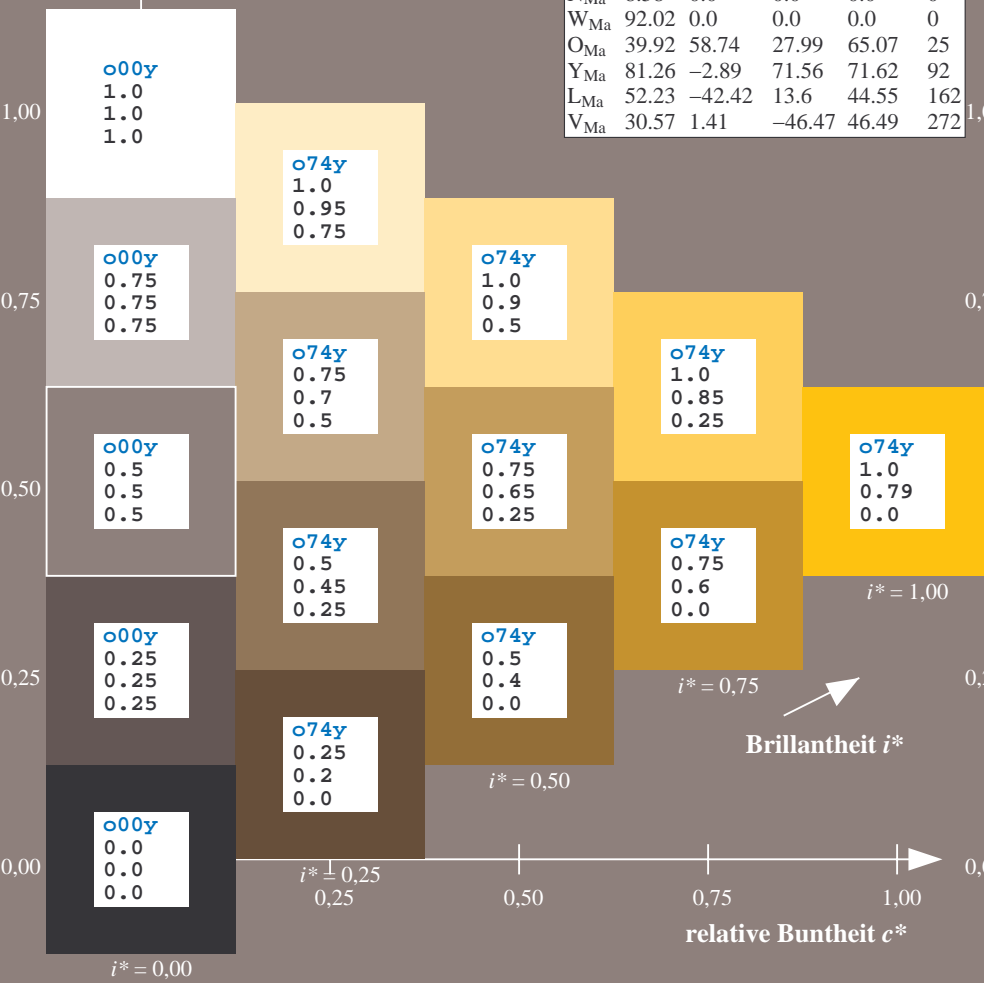 W Ma 92.02 0.0 0.0 0.0 0
O Ma 39.92 58.74 27.99 65.07 25
Y Ma 81.26 –2.89 71.56 71.62 92
L Ma 52.23 –42.42 13.6 44.55 162
V Ma 30.57 1.41 –46.47 46.49 272
1,00
0,75
0,50
0,25
0,00
o00y
1.0
1.0
1.0
o00y
0.75
0.75
0.75
o00y
0.5
0.5
0.5
o00y
0.25
0.25
0.25
o00y
0.0
0.0
0.0
i* = 0,00
o74y
1.0
0.95
0.75
o74y
0.75
0.7
0.5
o74y
0.5
0.45
0.25
o74y
0.25
0.2
0.0
i* = 0,25
o74y
1.0
0.9
0.5
o74y
0.75
0.65
0.25
o74y
0.5
0.4
0.0
i* = 0,50
o74y
1.0
0.85
0.25
o74y
0.75
0.6
0.0
i* = 0,75
o74y
1.0
0.79
0.0
i* = 1,00
Brillantheit i*
0,25 0,50 0,75 1,00
relative Buntheit c*